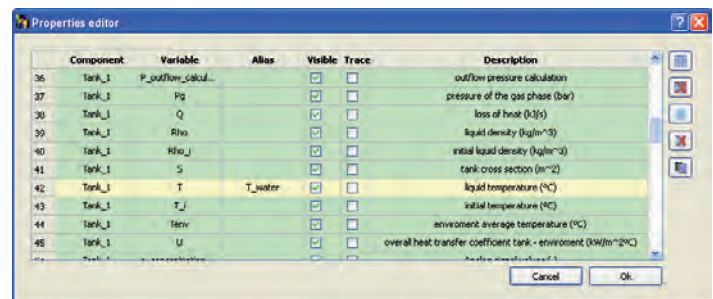 Properties editor
Component Variable Alias Visible Trace Description
36 Tank_1 P_outflow_calcul... outflow pressure calculation
37 Tank_1 Pg pressure of the gas phase (bar)
38 Tank_1 Q loss of heat (kJ/s)
39 Tank_1 Rho liquid density (kg/m^3)
40 Tank_1 Rho_i initial liquid density (kg/m^3)
41 Tank_1 S tank cross section (m^2)
42 Tank_1 T T_water liquid temperature (ºC)
43 Tank_1 T_i initial temperature (ºC)
44 Tank_1 Tenv enviroment average temperature (ºC)
45 Tank_1 U overall heat transfer coefficient tank - enviroment (kW/m^2ºC)
Cancel Ok